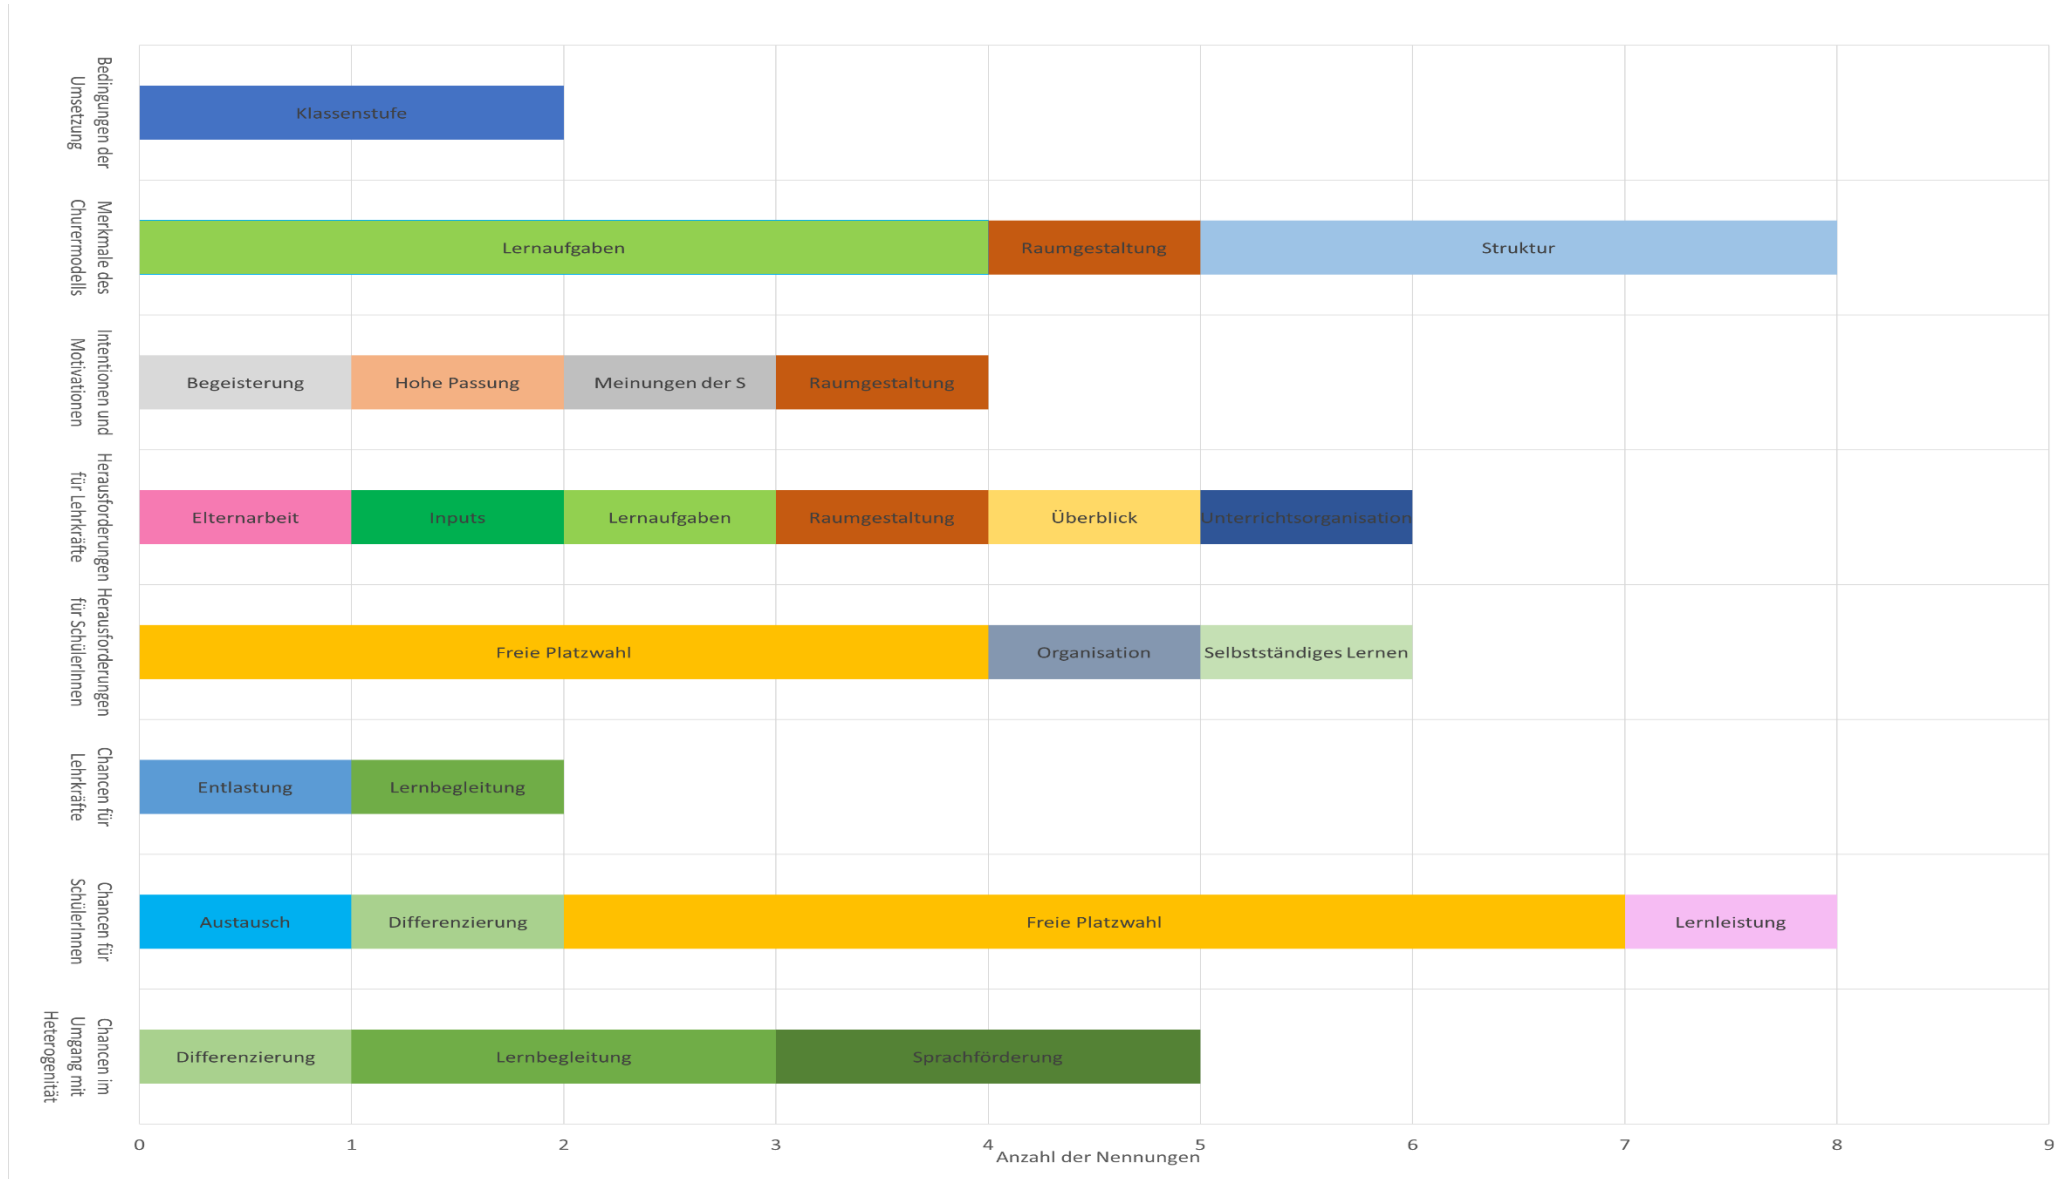 Bedingungen der
Umsetzung
Klassenstufe
Merkmale des
Churermodells
Lernaufgaben
Raumgestaltung
Struktur
Intentionen und
Motivationen
Begeisterung
Hohe Passung
Meinungen der S
Raumgestaltung
Herausforderungen
für Lehrkräfte
Elternarbeit
Inputs
Lernaufgaben
Raumgestaltung
Überblick
Unterrichtsorganisation
Herausforderungen
für SchülerInnen
Freie Platzwahl
Organisation
Selbstständiges Lernen
Chancen für
Lehrkräfte
Entlastung
Lernbegleitung
Chancen für
SchülerInnen
Austausch
Differenzierung
Freie Platzwahl
Lernleistung
Chancen im
Umgang mit
Heterogenität
Differenzierung
Lernbegleitung
Sprachförderung
0 1 2 3 4 5 6 7 8 9
Anzahl der Nennungen